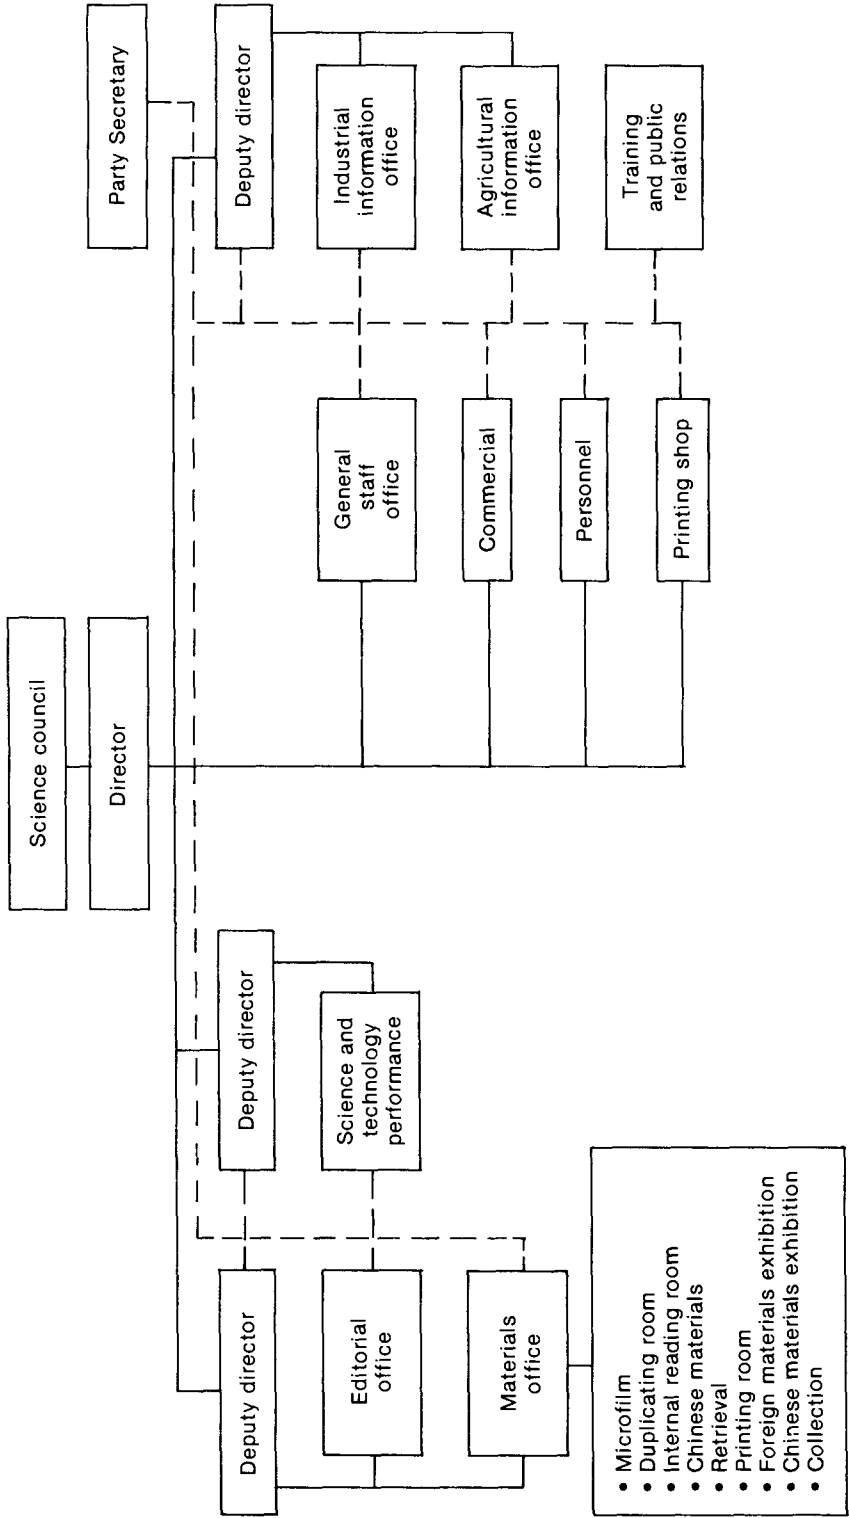 Science council
Director
Party Secretary
Deputy director
Deputy director
Deputy director
Editorial
office
Science and
technology
performance
General
staff
office
Industrial
information
office
Materials
office
Commercial
Agricultural
information
office
Personnel
Printing shop
Training
and public
relations
• Microfilm
• Duplicating room
• Internal reading room
• Chinese materials
• Retrieval
• Printing room
• Foreign materials exhibition
• Chinese materials exhibition
• Collection